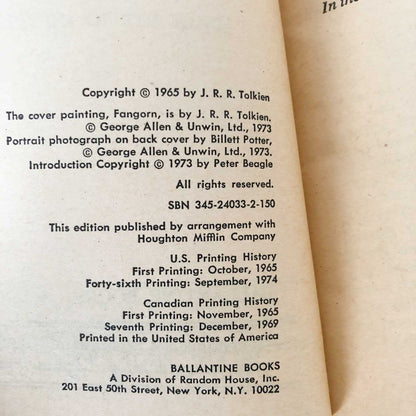 In the
Copyright © 1965 by J. R. R. Tolkien
The cover painting, Fangorn, is by J. R. R. Tolkien.
© George Allen & Unwin, Ltd., 1973
Portrait photograph on back cover by Billett Potter,
© George Allen & Unwin, Ltd., 1973.
Introduction Copyright © 1973 by Peter Beagle
All rights reserved.
SBN 345-24033-2-150
This edition published by arrangement with
Houghton Mifflin Company
U.S. Printing History
First Printing: October, 1965
Forty-sixth Printing: September, 1974
Canadian Printing History
First Printing: November, 1965
Seventh Printing: December, 1969
Printed in the United States of America
BALLANTINE BOOKS
A Division of Random House, Inc.
201 East 50th Street, New York, N.Y. 10022